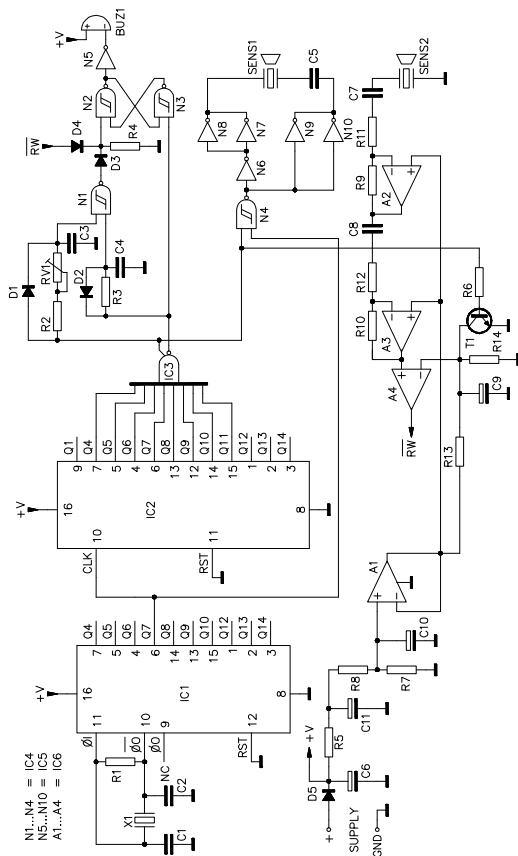 N1...N4 = IC4
N5...N10 = IC5
A1...A4 = IC6
+V
16
ØI
11
R1
ØO
10
ØO
9
NC
X1
C1
C2
RST
12
IC1
8
7
Q4
5
Q5
4
Q6
6
Q7
14
Q8
13
Q9
15
Q10
1
Q12
2
Q13
3
Q14
+V
16
CLK
10
RST
11
IC2
8
9
Q1
7
Q4
5
Q5
4
Q6
6
Q7
13
Q8
12
Q9
14
Q10
15
Q11
1
Q12
2
Q13
3
Q14
IC3
D1
R2
RV1
C3
D2
R3
C4
N1
RW
D4
D3
R4
N2
N3
N5
+V
+
-
BUZ1
N4
N6
N8
N7
N9
N10
SENS1
C5
SENS2
C7
R11
R9
A2
+
-
C8
R12
R10
A3
+
-
A4
+
-
RW
R6
T1
R14
C9
R13
A1
+
-
C10
R8
R7
C11
R5
+V
D5
C6
+
SUPPLY
GND